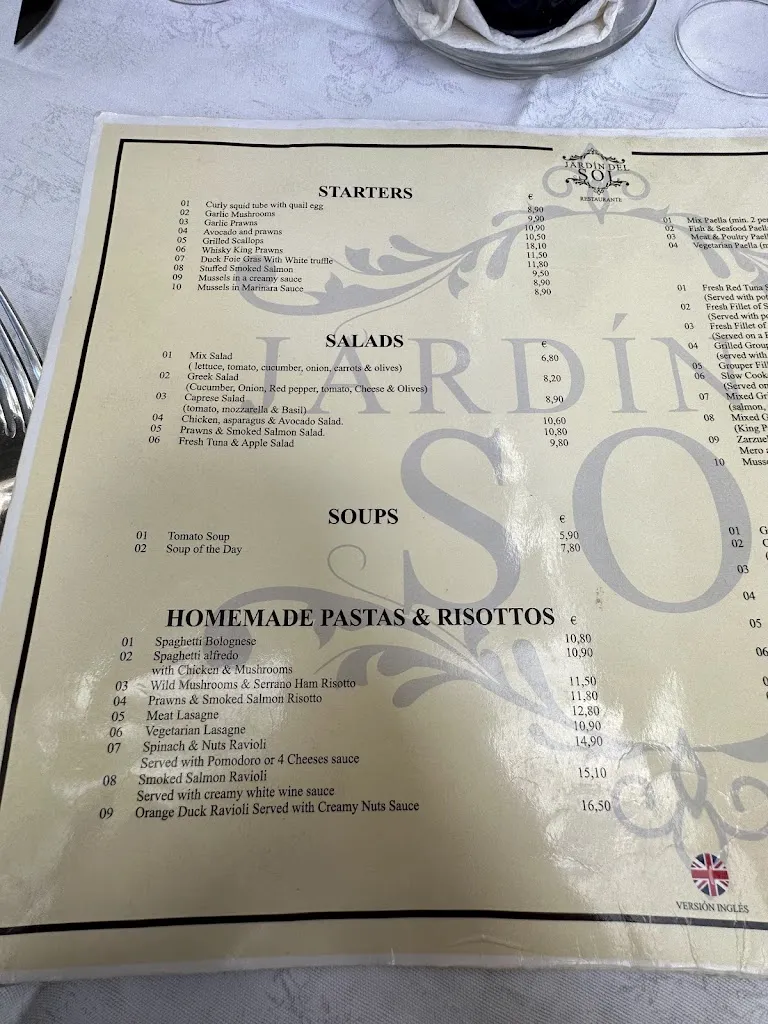 JARDÍN DEL
SOL
RESTAURANTE
STARTERS €
01 Curly squid tube with quail egg 8,90
02 Garlic Mushrooms 9,90
03 Garlic Prawns 10,90
04 Avocado and prawns 10,50
05 Grilled Scallops 18,10
06 Whisky King Prawns 11,50
07 Duck Foie Gras With White truffle 11,80
08 Stuffed Smoked Salmon 9,50
09 Mussels in a creamy sauce 8,90
10 Mussels in Marinara Sauce 8,90
SALADS €
01 Mix Salad 6,80
( lettuce, tomato, cucumber, onion, carrots & olives)
02 Greek Salad 8,20
(Cucumber, Onion, Red pepper, tomato, Cheese & Olives)
03 Caprese Salad 8,90
(tomato, mozzarella & Basil)
04 Chicken, asparagus & Avocado Salad. 10,60
05 Prawns & Smoked Salmon Salad. 10,80
06 Fresh Tuna & Apple Salad 9,80
SOUPS €
01 Tomato Soup 5,90
02 Soup of the Day 7,80
HOMEMADE PASTAS & RISOTTOS €
01 Spaghetti Bolognese 10,80
02 Spaghetti alfredo 10,90
with Chicken & Mushrooms
03 Wild Mushrooms & Serrano Ham Risotto 11,50
04 Prawns & Smoked Salmon Risotto 11,80
05 Meat Lasagne 12,80
06 Vegetarian Lasagne 10,90
07 Spinach & Nuts Ravioli 14,90
Served with Pomodoro or 4 Cheeses sauce
08 Smoked Salmon Ravioli 15,10
Served with creamy white wine sauce
09 Orange Duck Ravioli Served with Creamy Nuts Sauce 16,50
01 Mix Paella (min. 2 per
02 Fish & Seafood Paell
03 Meat & Poultry Paell
04 Vegetarian Paella (m
01 Fresh Red Tuna S
(Served with pot
02 Fresh Fillet of S
(Served with po
03 Fresh Fillet of
(Served on a
04 Grilled Group
(served with
05 Grouper Fill
06 Slow Cook
(Served on
07 Mixed Gri
(salmon,
08 Mixed G
(King P
09 Zarzue
Mero a
10 Musse
01 G
02 C
(
03
04
05
06
JARDÍN
SO
VERSIÓN INGLÉS